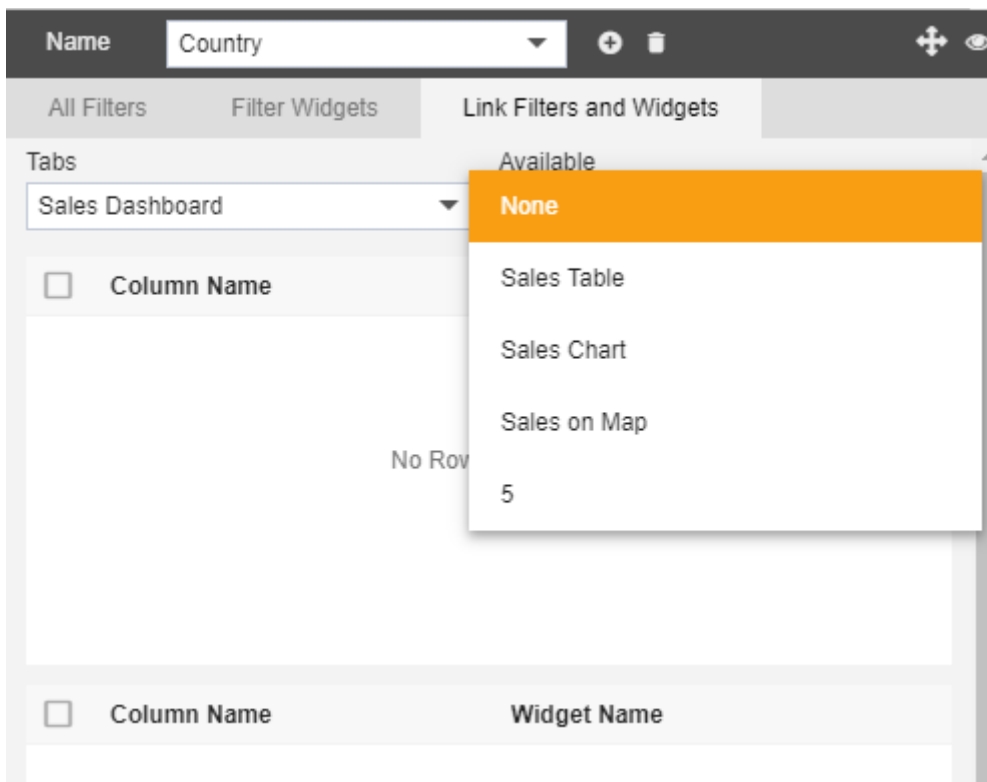 Name Country
All Filters Filter Widgets Link Filters and Widgets
Tabs Available
Sales Dashboard None
Column Name Sales Table
Sales Chart
Sales on Map
No
5
Column Name Widget Name